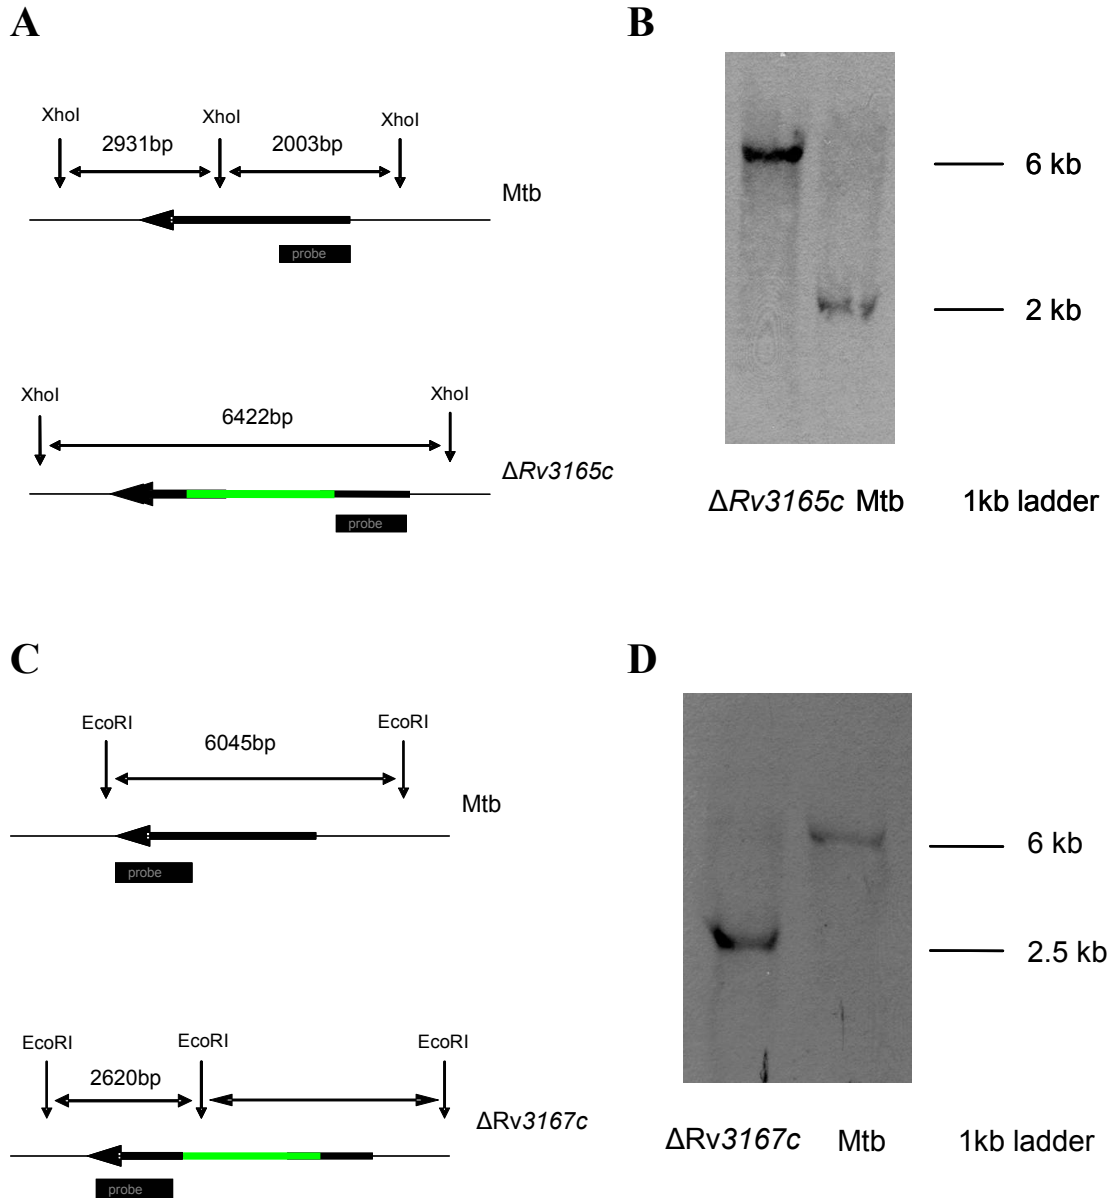 A
XhoI XhoI XhoI
2931bp 2003bp
Mtb
probe
XhoI XhoI
6422bp
ΔRv3165c
probe
B
6 kb
2 kb
ΔRv3165c Mtb 1kb ladder
C
EcoRI EcoRI
6045bp
Mtb
probe
EcoRI EcoRI EcoRI
2620bp
ΔRv3167c
probe
D
6 kb
2.5 kb
ΔRv3167c Mtb 1kb ladder